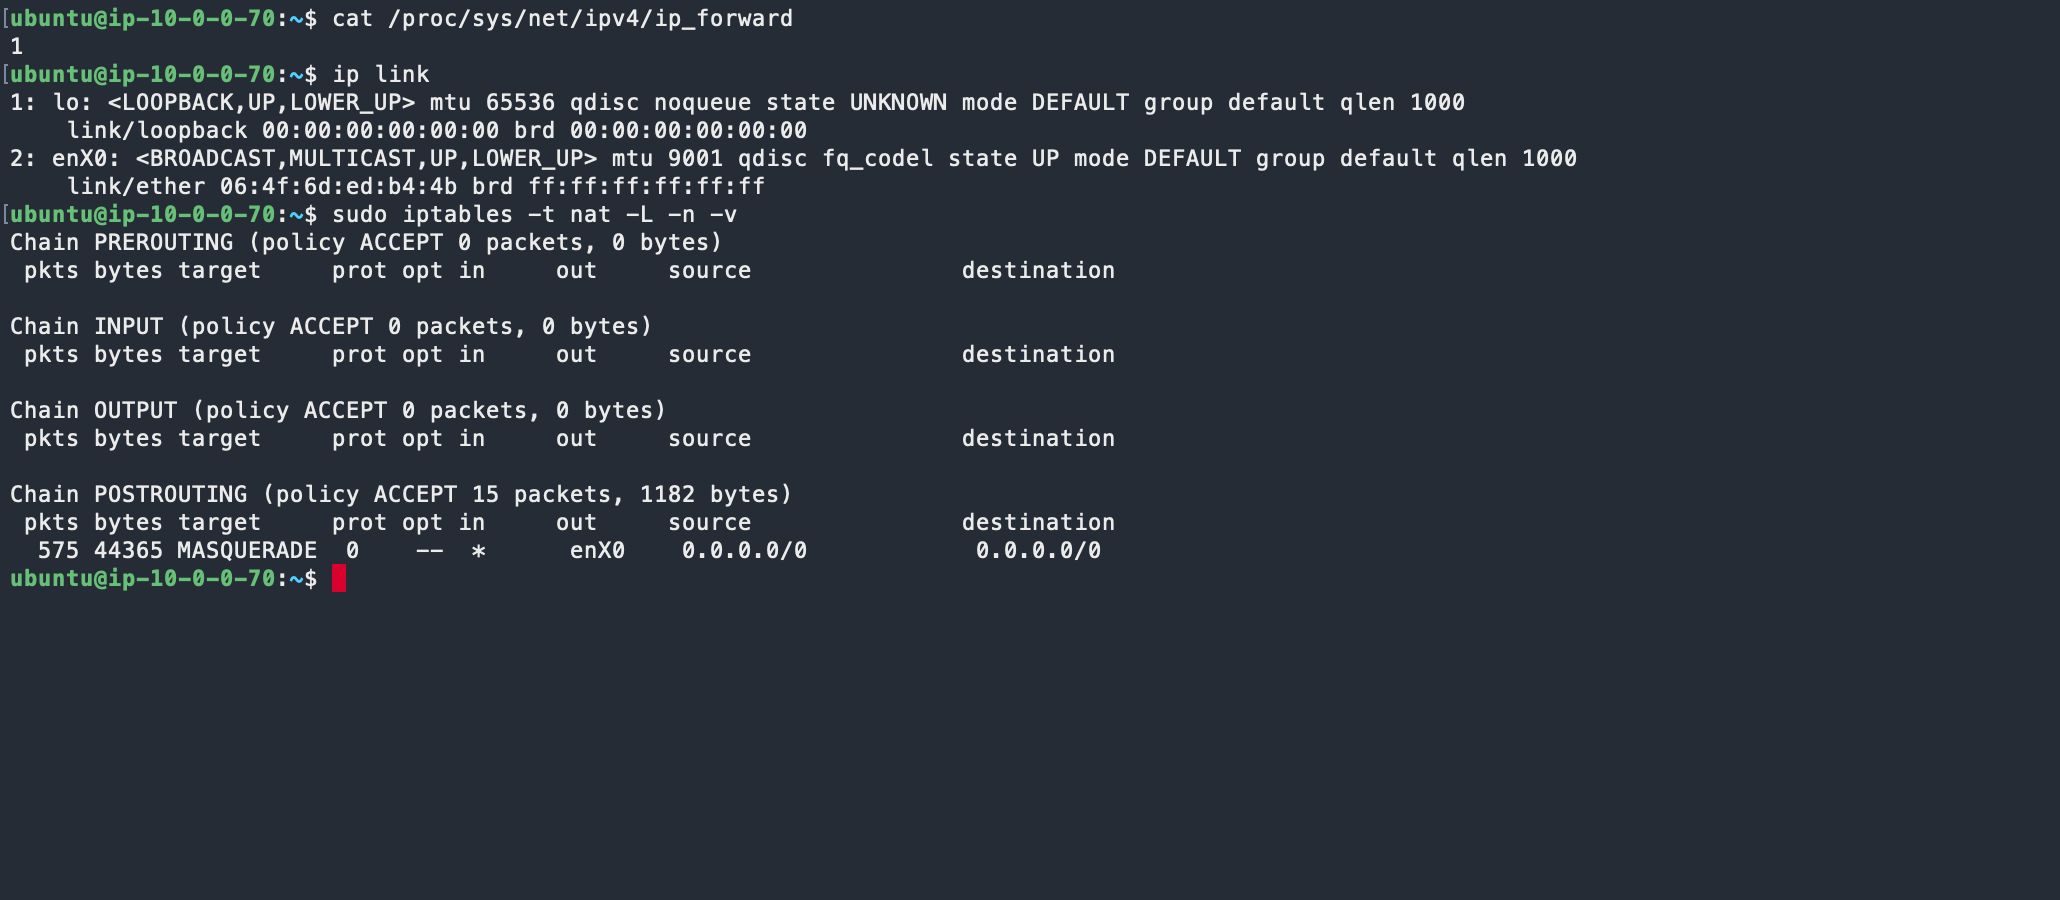 [ubuntu@ip-10-0-0-70:~$ cat /proc/sys/net/ipv4/ip_forward
1
[ubuntu@ip-10-0-0-70:~$ ip link
1: lo: <LOOPBACK,UP,LOWER_UP> mtu 65536 qdisc noqueue state UNKNOWN mode DEFAULT group default qlen 1000
    link/loopback 00:00:00:00:00:00 brd 00:00:00:00:00:00
2: enX0: <BROADCAST,MULTICAST,UP,LOWER_UP> mtu 9001 qdisc fq_codel state UP mode DEFAULT group default qlen 1000
    link/ether 06:4f:6d:ed:b4:4b brd ff:ff:ff:ff:ff:ff
[ubuntu@ip-10-0-0-70:~$ sudo iptables -t nat -L -n -v
Chain PREROUTING (policy ACCEPT 0 packets, 0 bytes)
 pkts bytes target     prot opt in     out     source               destination
Chain INPUT (policy ACCEPT 0 packets, 0 bytes)
 pkts bytes target     prot opt in     out     source               destination
Chain OUTPUT (policy ACCEPT 0 packets, 0 bytes)
 pkts bytes target     prot opt in     out     source               destination
Chain POSTROUTING (policy ACCEPT 15 packets, 1182 bytes)
 pkts bytes target     prot opt in     out     source               destination
  575 44365 MASQUERADE  0    --  *      enX0    0.0.0.0/0            0.0.0.0/0
ubuntu@ip-10-0-0-70:~$